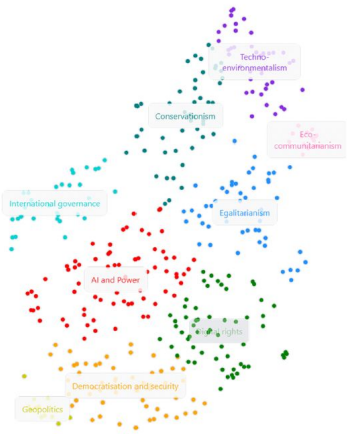 Techno-
environmentalism
Conservationism
Eco
communitarianism
International governance
Egalitarianism
AI and Power
Digital rights
Democratisation and security
Geopolitics